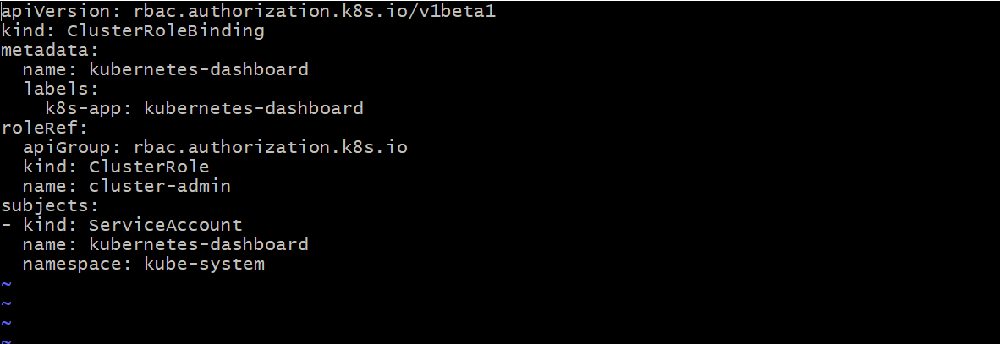 apiVersion: rbac.authorization.k8s.io/v1beta1
kind: ClusterRoleBinding
metadata:
  name: kubernetes-dashboard
  labels:
    k8s-app: kubernetes-dashboard
roleRef:
  apiGroup: rbac.authorization.k8s.io
  kind: ClusterRole
  name: cluster-admin
subjects:
- kind: ServiceAccount
  name: kubernetes-dashboard
  namespace: kube-system
~
~
~
~